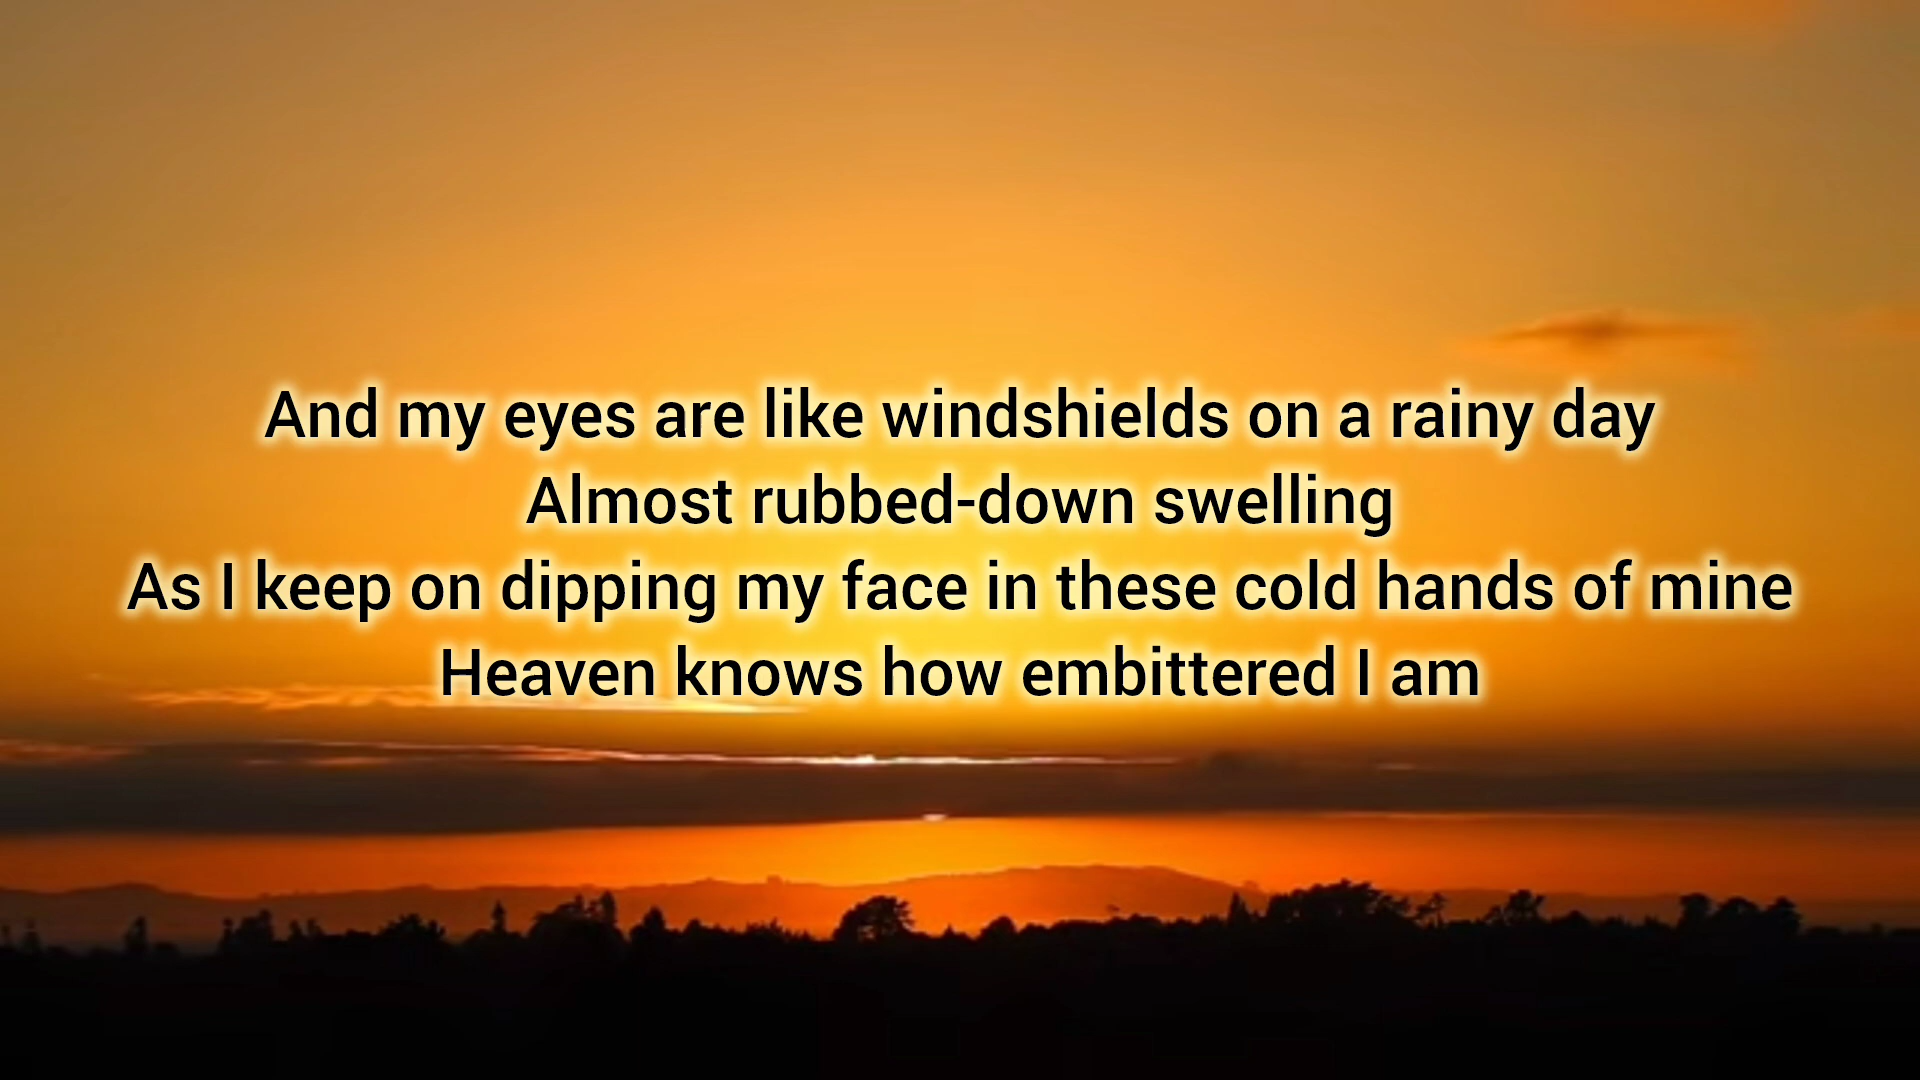 And my eyes are like windshields on a rainy day
Almost rubbed-down swelling
As I keep on dipping my face in these cold hands of mine
Heaven knows how embittered I am